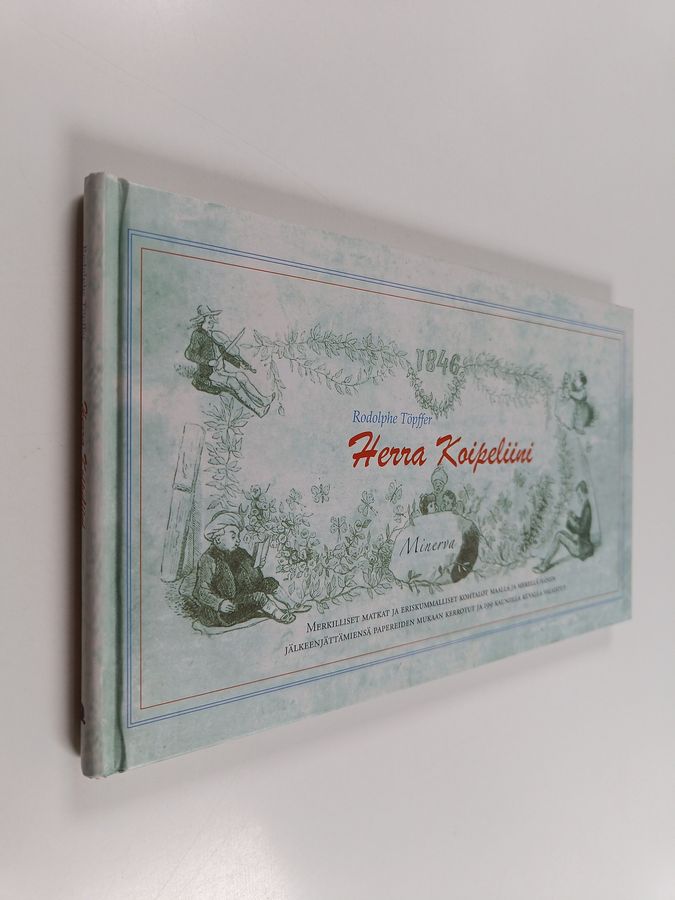 1846
Rodolphe Töpffer
Herra Koipeliini
Minerva
MERKILLISET MATKAT JA ERISKUMMALLISET KOHTALOT MAALLA JA MERELLÄ
JÄLKEENJÄTTÄMIENSÄ PAPEREIDEN MUKAAN KERROTUT JA 159 KAUNIILLA KUVALLA